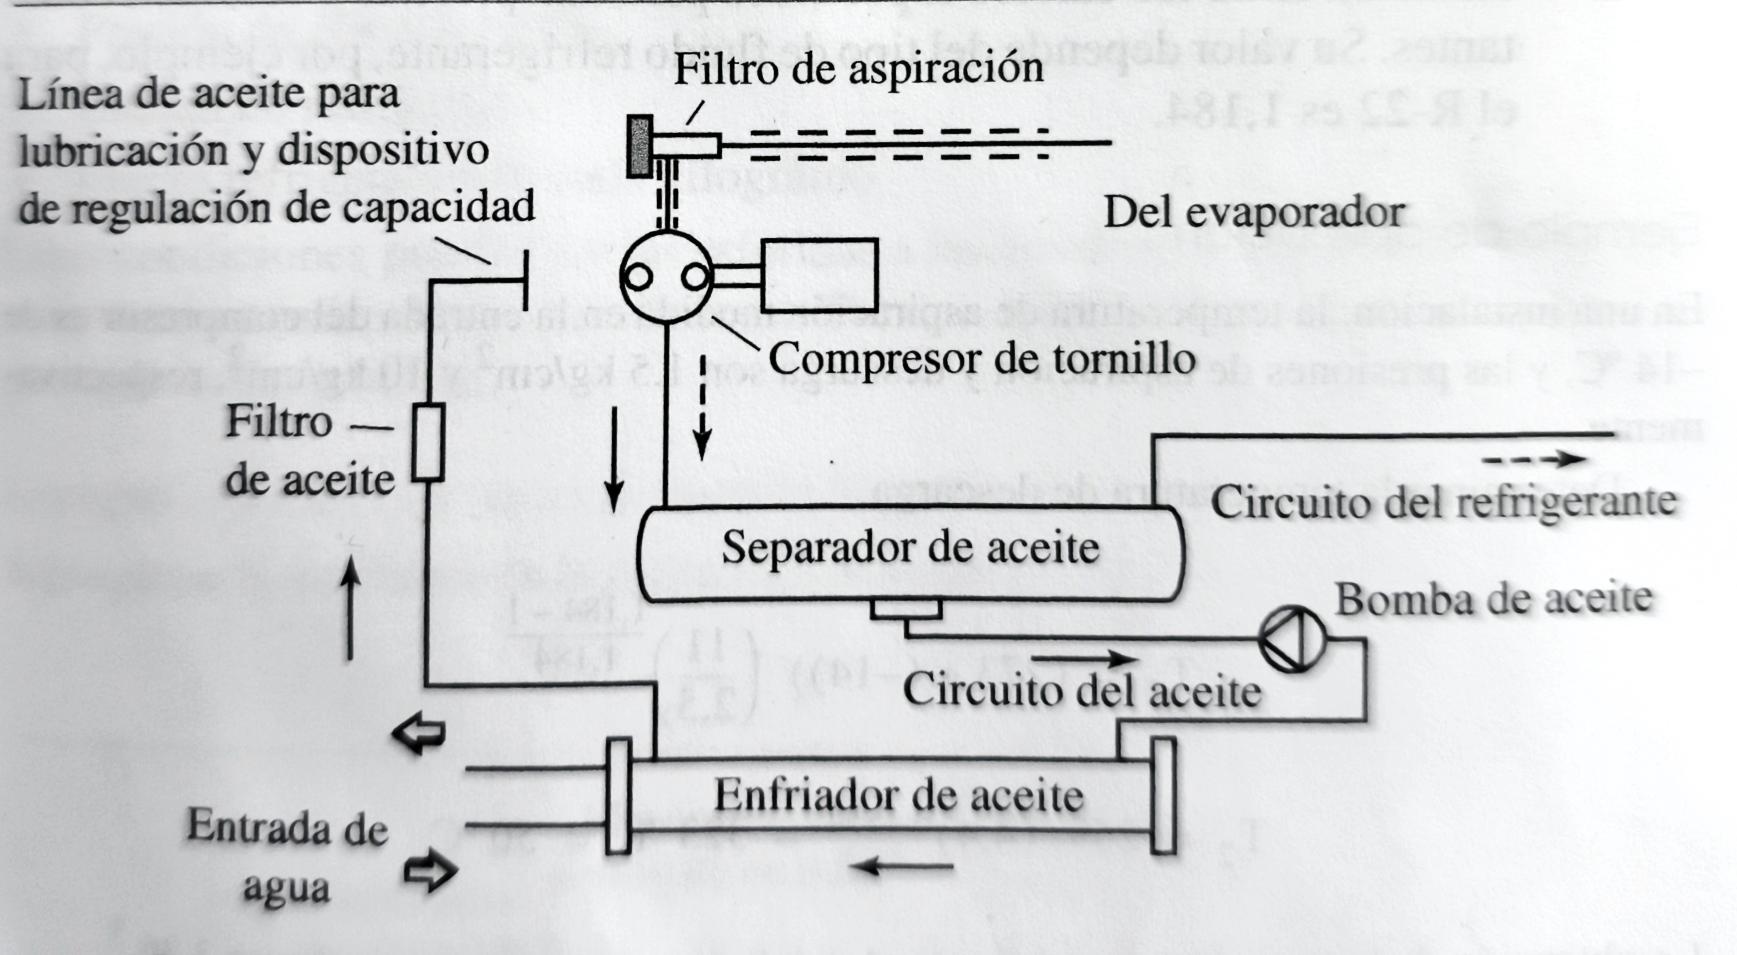 Filtro de aspiración
Línea de aceite para
lubricación y dispositivo
de regulación de capacidad
Del evaporador
Compresor de tornillo
Filtro
de aceite
Circuito del refrigerante
Separador de aceite
Bomba de aceite
Circuito del aceite
Enfriador de aceite
Entrada de
agua